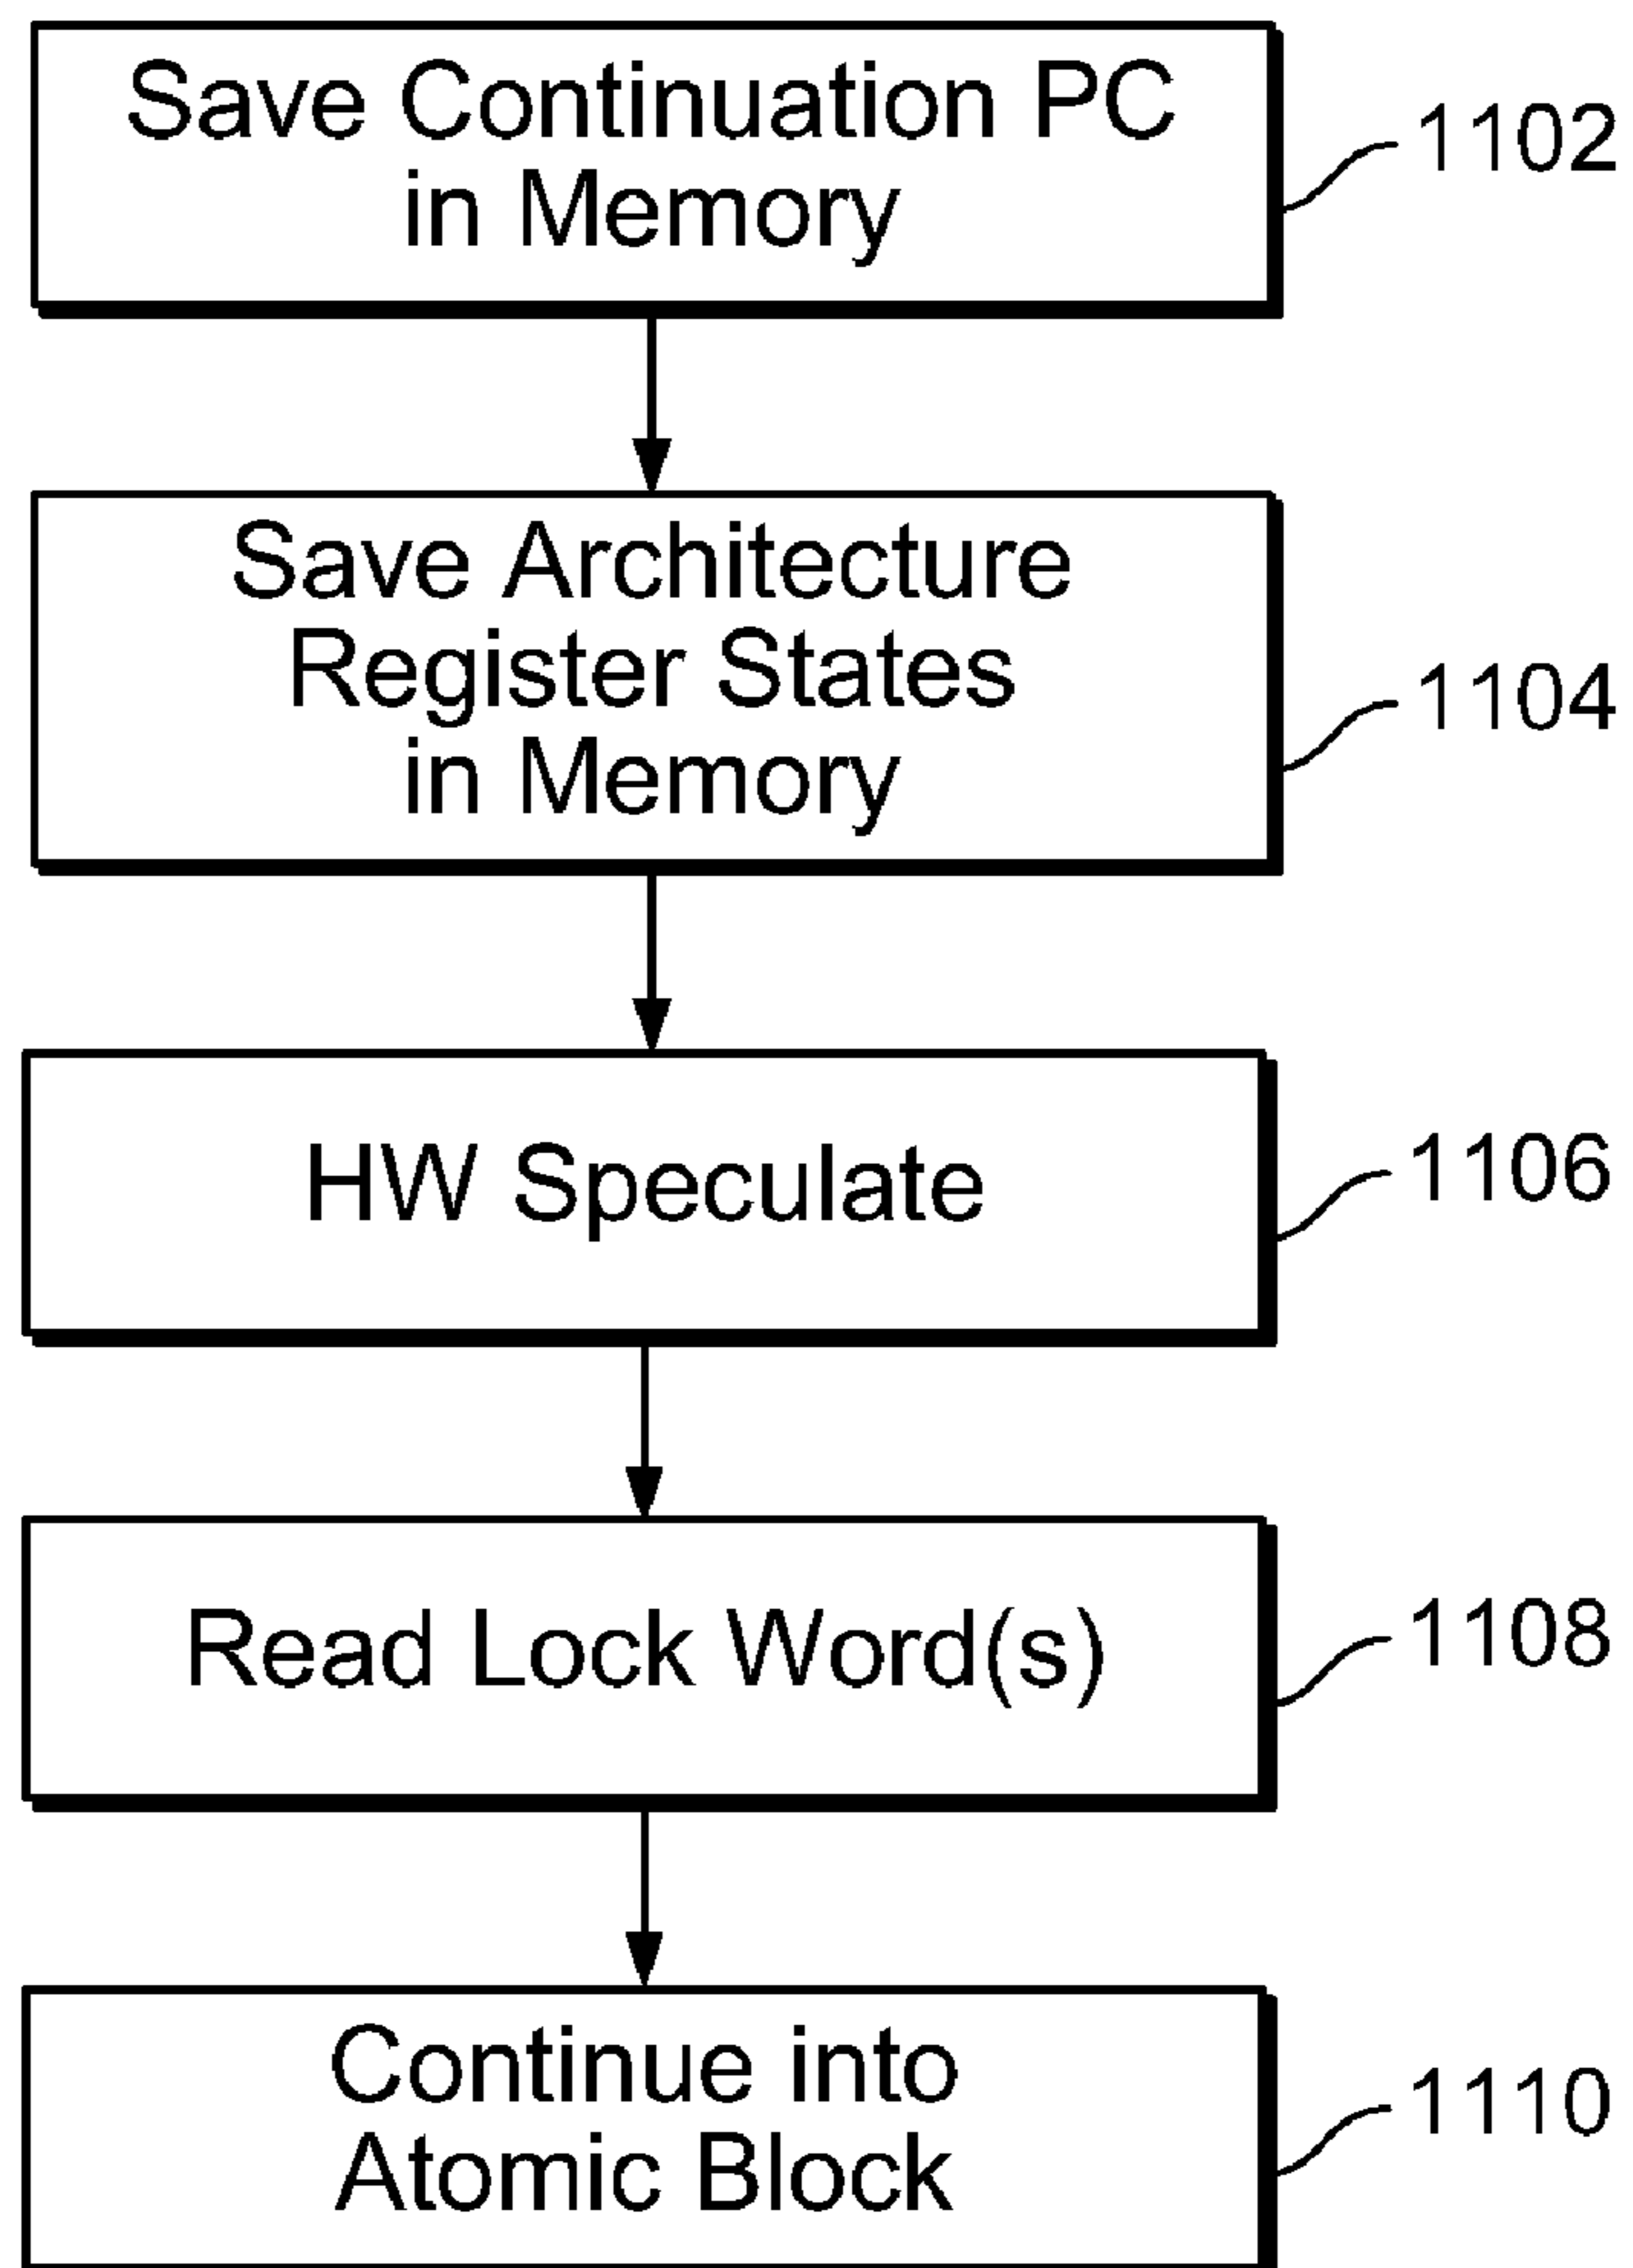 Save Continuation PC
in Memory
1102
Save Architecture
Register States
in Memory
1104
HW Speculate
1106
Read Lock Word(s)
1108
Continue into
Atomic Block
1110